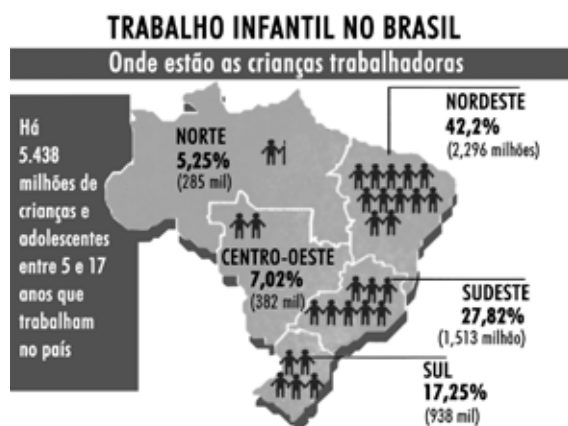 TRABALHO INFANTIL NO BRASIL
Onde estão as crianças trabalhadoras
Há
5.438
milhões de
crianças e
adolescentes
entre 5 e 17
anos que
trabalham
no país
NORTE
5,25%
(285 mil)
NORDESTE
42,2%
(2,296 milhões)
CENTRO-OESTE
7,02%
(382 mil)
SUDESTE
27,82%
(1,513 milhão)
SUL
17,25%
(938 mil)